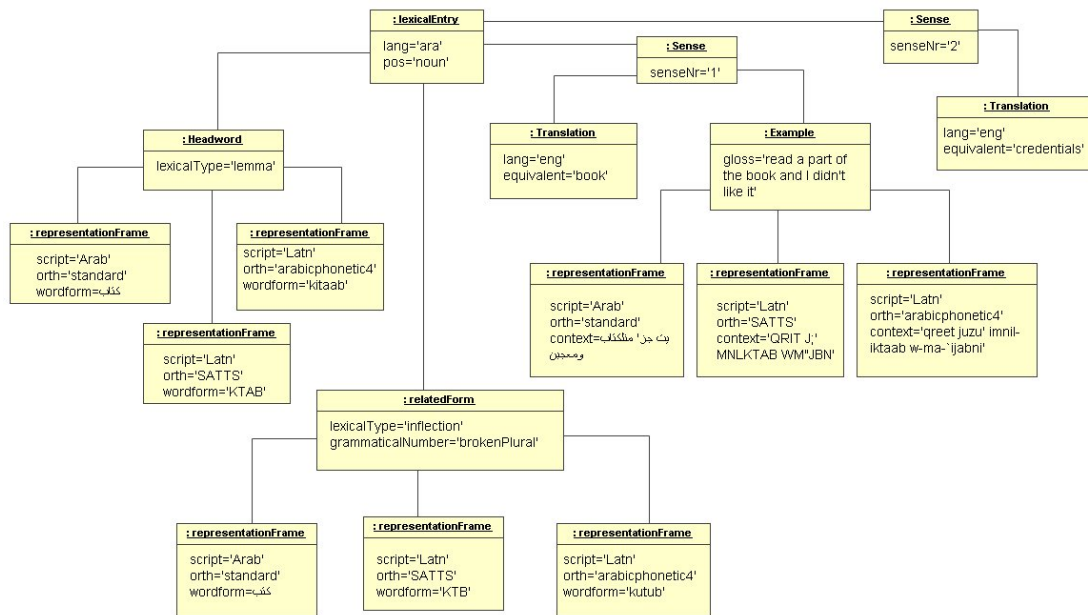 : lexicalEntry
lang='ara'
pos='noun'
: Sense
senseNr='1'
: Sense
senseNr='2'
: Headword
lexicalType='lemma'
: Translation
lang='eng'
equivalent='book'
: Example
gloss='read a part of
the book and I didn't
like it'
: Translation
lang='eng'
equivalent='credentials'
: representationFrame
script='Arab'
orth='standard'
wordform=كتاب
: representationFrame
script='Latn'
orth='arabicphonetic4'
wordform='kitaab'
: representationFrame
script='Latn'
orth='SATTS'
wordform='KTAB'
: representationFrame
script='Arab'
orth='standard'
context=يت جز' منلكتاب
ومعجبن
: representationFrame
script='Latn'
orth='SATTS'
context='QRIT J;'
MNLKTAB WM"JBN'
: representationFrame
script='Latn'
orth='arabicphonetic4'
context='qreet juzu' imnil-
iktaab w-ma-`ijabni'
: relatedForm
lexicalType='inflection'
grammaticalNumber='brokenPlural'
: representationFrame
script='Arab'
orth='standard'
wordform=كتب
: representationFrame
script='Latn'
orth='SATTS'
wordform='KTB'
: representationFrame
script='Latn'
orth='arabicphonetic4'
wordform='kutub'